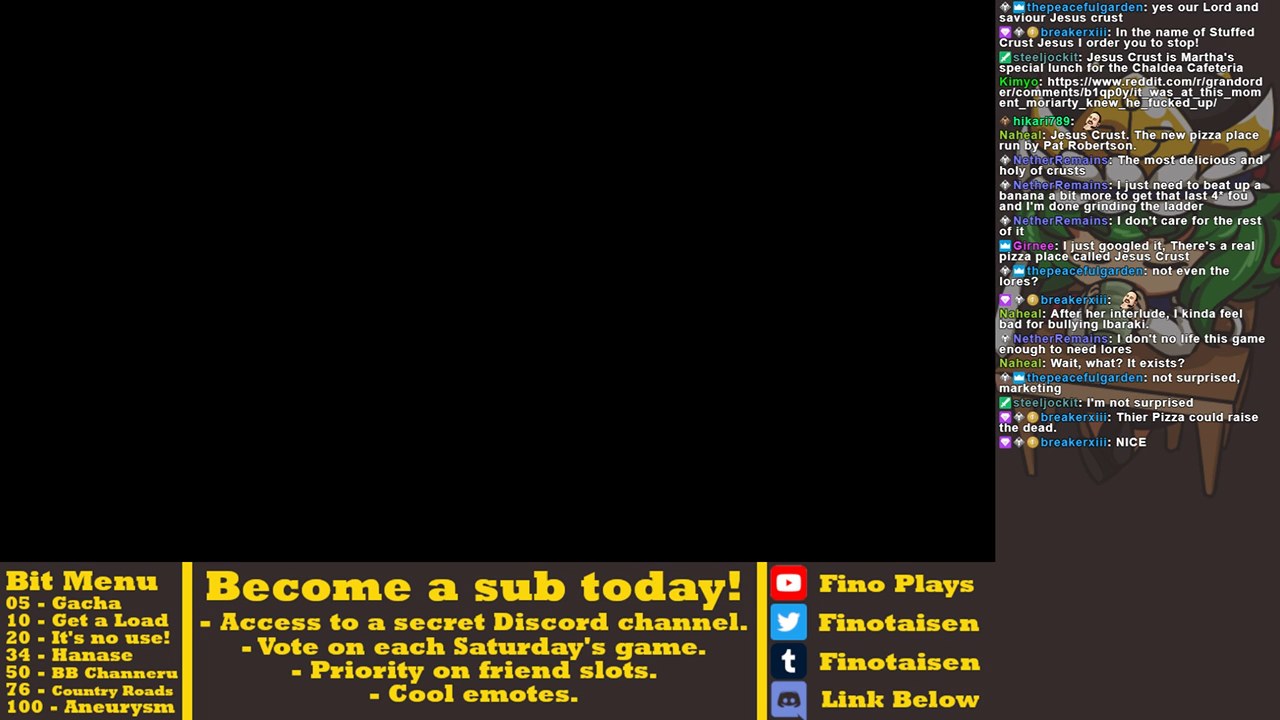 thepeacefulgarden: yes our Lord and
saviour Jesus crust
breakerxiii: In the name of Stuffed
Crust Jesus I order you to stop!
steeljockit: Jesus Crust is Martha's
special lunch for the Chaldea Cafeteria
Kimyo: https://www.reddit.com/r/grandord
er/comments/b1qp0y/it_was_at_this_mom
ent_moriarty_knew_he_fucked_up/
hikari789:
Naheal: Jesus Crust. The new pizza place
run by Pat Robertson.
NetherRemains: The most delicious and
holy of crusts
NetherRemains: I just need to beat up a
banana a bit more to get that last 4* fou
and I'm done grinding the ladder
NetherRemains: I don't care for the rest
of it
Girnee: I just googled it, There's a real
pizza place called Jesus Crust
thepeacefulgarden: not even the
lores?
breakerxiii:
Naheal: After her interlude, I kinda feel
bad for bullying Ibaraki.
NetherRemains: I don't no life this game
enough to need lores
Naheal: Wait, what? It exists?
thepeacefulgarden: not surprised,
marketing
steeljockit: I'm not surprised
breakerxiii: Thier Pizza could raise
the dead.
breakerxiii: NICE
Bit Menu
05 - Gacha
10 - Get a Load
20 - It's no use!
34 - Hanase
50 - BB Channeru
76 - Country Roads
100 - Aneurysm
Become a sub today!
- Access to a secret Discord channel.
- Vote on each Saturday's game.
- Priority on friend slots.
- Cool emotes.
Fino Plays
Finotaisen
Finotaisen
Link Below